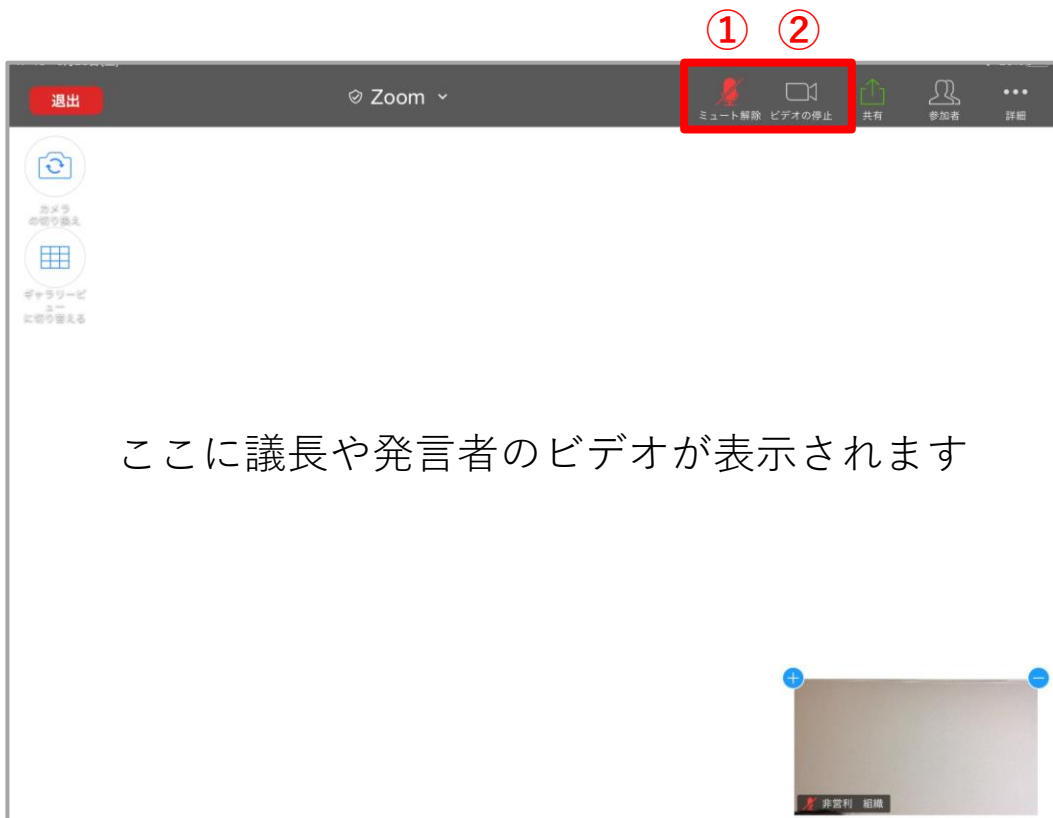 ① ②
退出
Zoom
ミュート解除 ビデオの停止 共有 参加者 詳細
カメラ
の切り換え
ギャラリービ
ュー
に切り替える
ここに議長や発言者のビデオが表示されます
非営利 組織